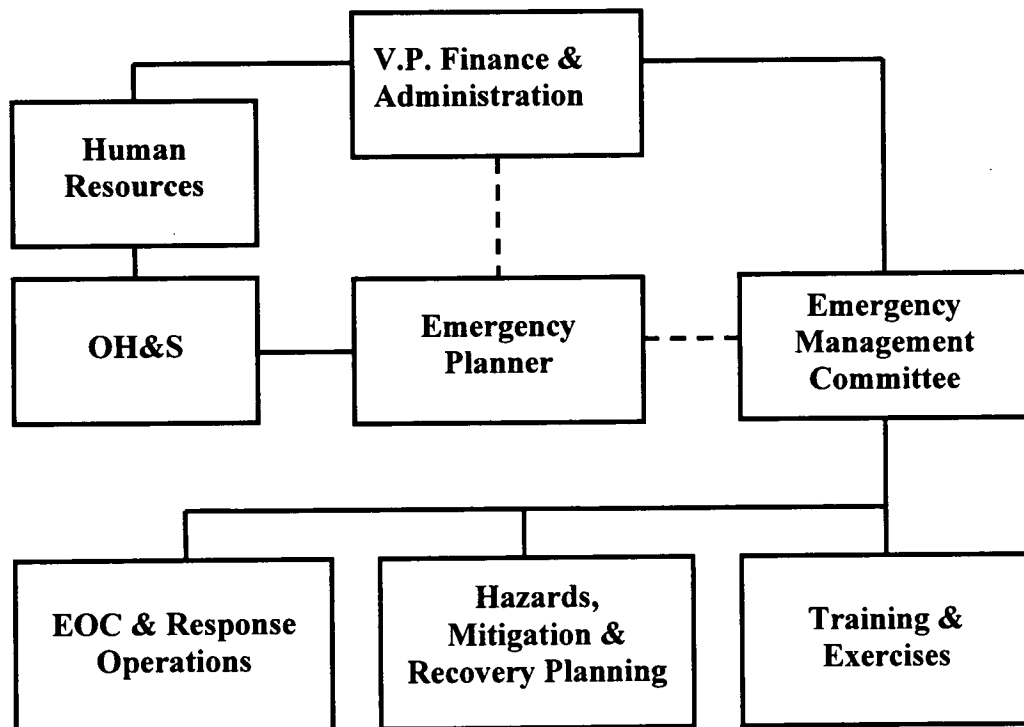 V.P. Finance &
Administration
Human
Resources
OH&S
Emergency
Planner
Emergency
Management
Committee
EOC & Response
Operations
Hazards,
Mitigation &
Recovery Planning
Training &
Exercises